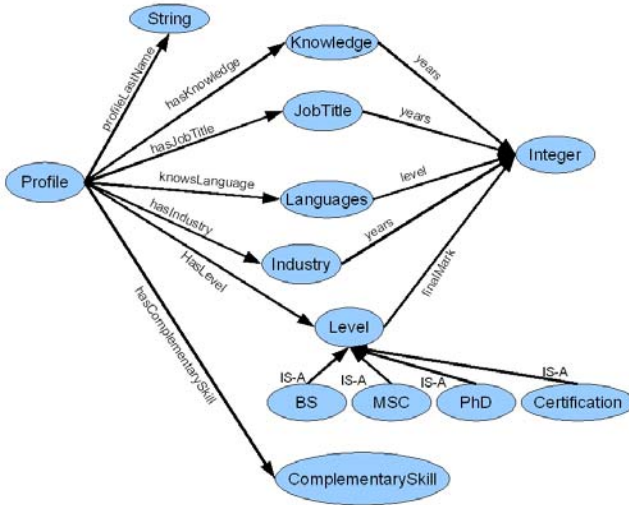 String
profileLastName
Knowledge
hasKnowledge
years
JobTitle
hasJobTitle
years
Integer
Profile
knowsLanguage
Languages
level
hasIndustry
Industry
years
HasLevel
finalMark
hasComplementarySkill
Level
IS-A
IS-A
IS-A
IS-A
BS
MSC
PhD
Certification
ComplementarySkill